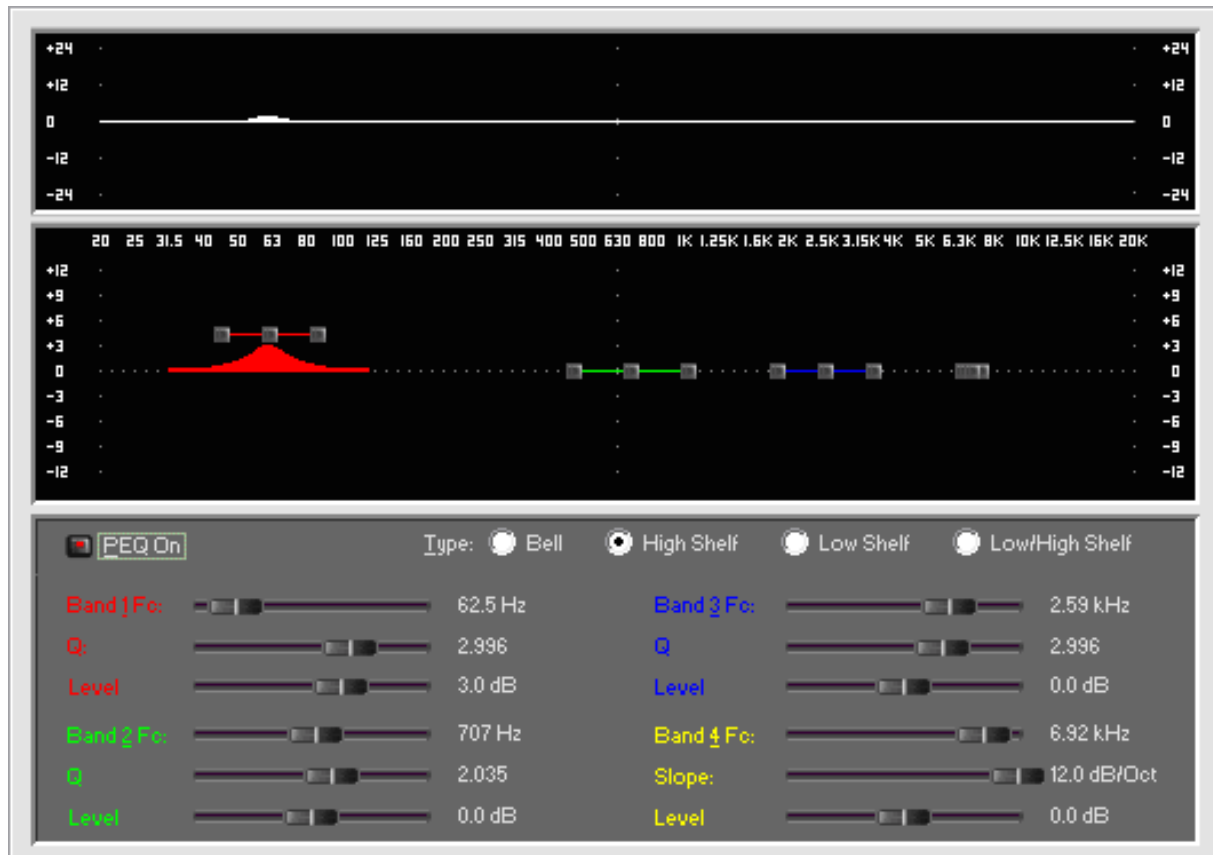 +24 +24
+12 +12
0 0
-12 -12
-24 -24
20 25 31.5 40 50 63 80 100 125 160 200 250 315 400 500 630 800 1K 1.25K 1.6K 2K 2.5K 3.15K 4K 5K 6.3K 8K 10K 12.5K 16K 20K
+12 +12
+9 +9
+6 +6
+3 +3
0 0
-3 -3
-6 -6
-9 -9
-12 -12
PEQ On Type: Bell High Shelf Low Shelf Low/High Shelf
Band 1 Fc: 62.5 Hz Band 3 Fc: 2.59 kHz
Q: 2.996 Q 2.996
Level 3.0 dB Level 0.0 dB
Band 2 Fc: 707 Hz Band 4 Fc: 6.92 kHz
Q 2.035 Slope: 12.0 dB/Oct
Level 0.0 dB Level 0.0 dB